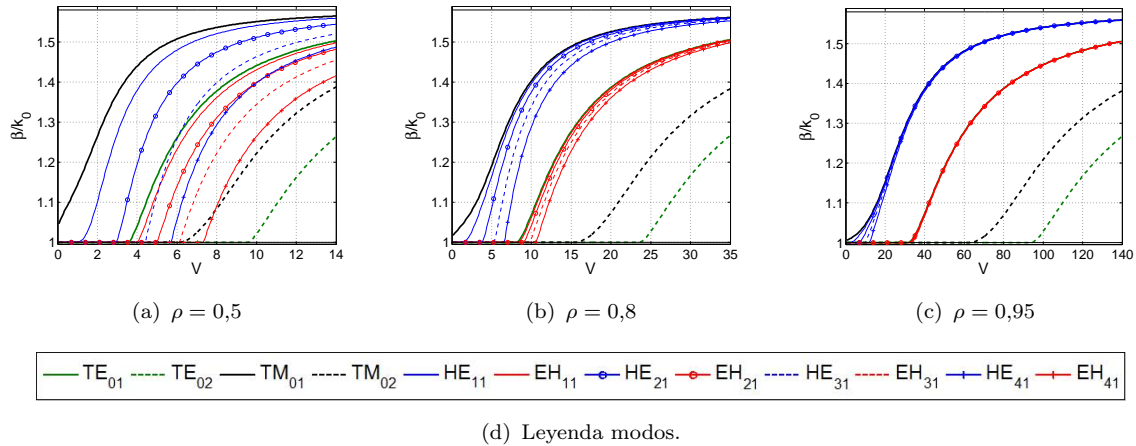 β/k0
1.5
1.4
1.3
1.2
1.1
1
0 2 4 6 8 10 12 14
V
β/k0
1.5
1.4
1.3
1.2
1.1
1
0 5 10 15 20 25 30 35
V
β/k0
1.5
1.4
1.3
1.2
1.1
1
0 20 40 60 80 100 120 140
V
(a) ρ = 0,5
(b) ρ = 0,8
(c) ρ = 0,95
TE01 TE02 TM01 TM02 HE11 EH11 HE21 EH21 HE31 EH31 HE41 EH41
(d) Leyenda modos.